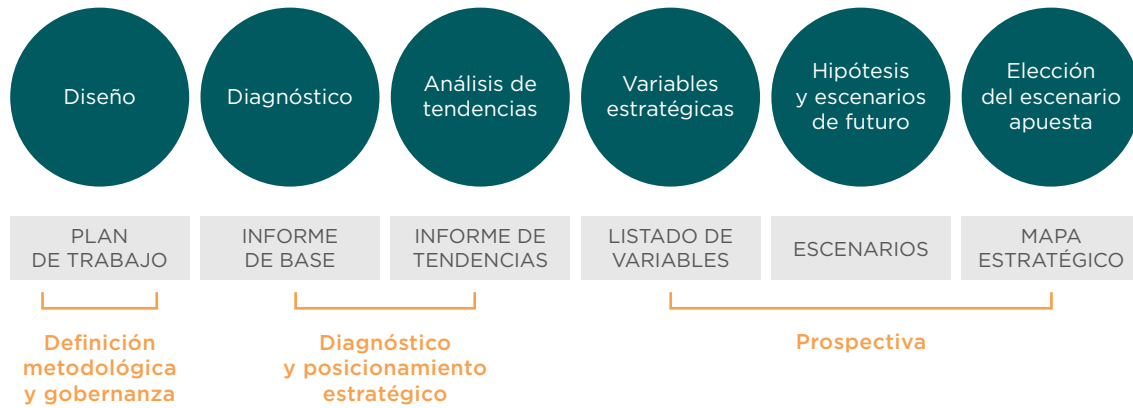 Diseño
Diagnóstico
Análisis de
tendencias
Variables
estratégicas
Hipótesis
y escenarios
de futuro
Elección
del escenario
apuesta
PLAN
DE TRABAJO
INFORME
DE BASE
INFORME DE
TENDENCIAS
LISTADO DE
VARIABLES
ESCENARIOS
MAPA
ESTRATÉGICO
Definición
metodológica
y gobernanza
Diagnóstico
y posicionamiento
estratégico
Prospectiva